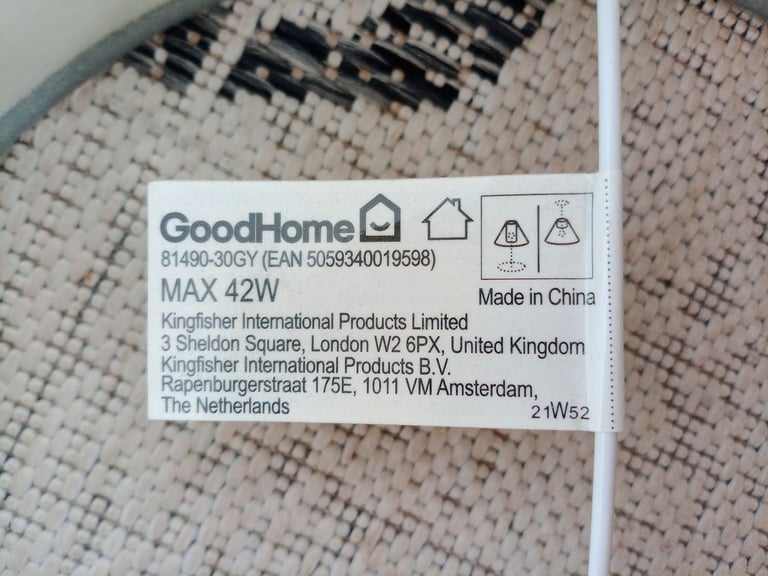 GoodHome
81490-30GY (EAN 5059340019598)
MAX 42W
Made in China
Kingfisher International Products Limited
3 Sheldon Square, London W2 6PX, United Kingdom
Kingfisher International Products B.V.
Rapenburgerstraat 175E, 1011 VM Amsterdam,
The Netherlands
21W52